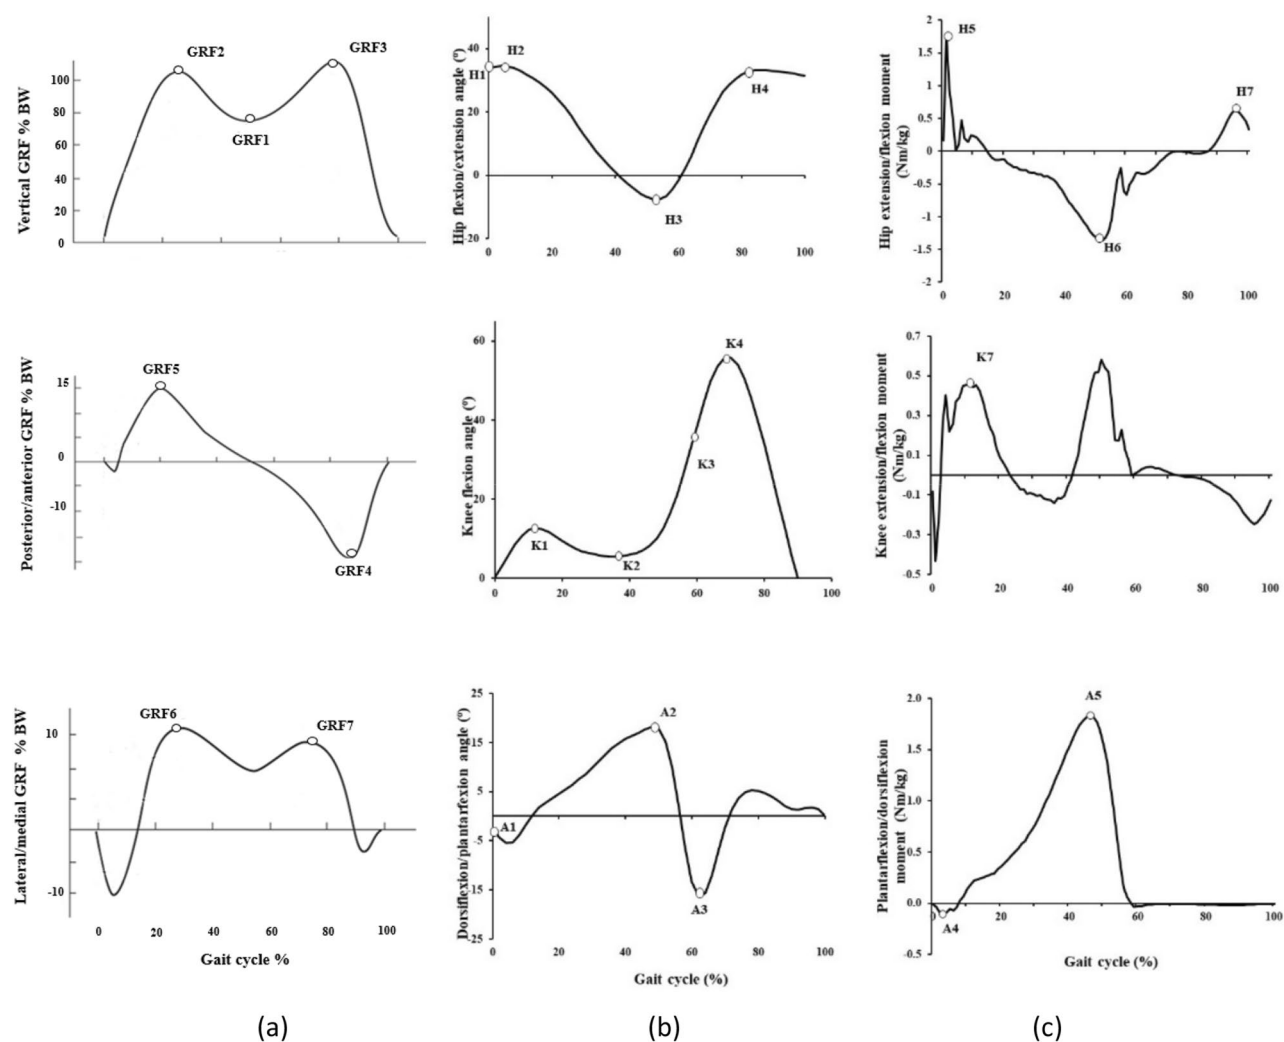 Vertical GRF % BW
100
80
60
40
20
0
GRF2
GRF3
GRF1
Hip flexion/extension angle (º)
40
20
0
-20
H1
H2
H3
H4
0 20 40 60 80 100
Hip extension/flexion moment
(Nm/kg)
2
1.5
1
0.5
0
-0.5
-1
-1.5
-2
H5
H6
H7
0 20 40 60 80 100
Posterior/anterior GRF % BW
15
0
-10
GRF5
GRF4
Knee flexion angle (º)
60
40
20
0
K1
K2
K3
K4
0 20 40 60 80 100
Knee extension/flexion moment
(Nm/kg)
0.7
0.5
0.3
0.1
-0.1
-0.3
-0.5
K7
0 20 40 60 80 100
Lateral/medial GRF % BW
10
-10
GRF6
GRF7
0 20 40 60 80 100
Gait cycle %
Dorsiflexion/plantarfexion angle (º)
25
15
5
-5
-15
-25
A1
A2
A3
0 20 40 60 80 100
Gait cycle (%)
Plantarflexion/dorsiflexion
moment (Nm/kg)
2.0
1.5
1.0
0.5
0.0
-0.5
A4
A5
0 20 40 60 80 100
Gait cycle (%)
(a) (b) (c)